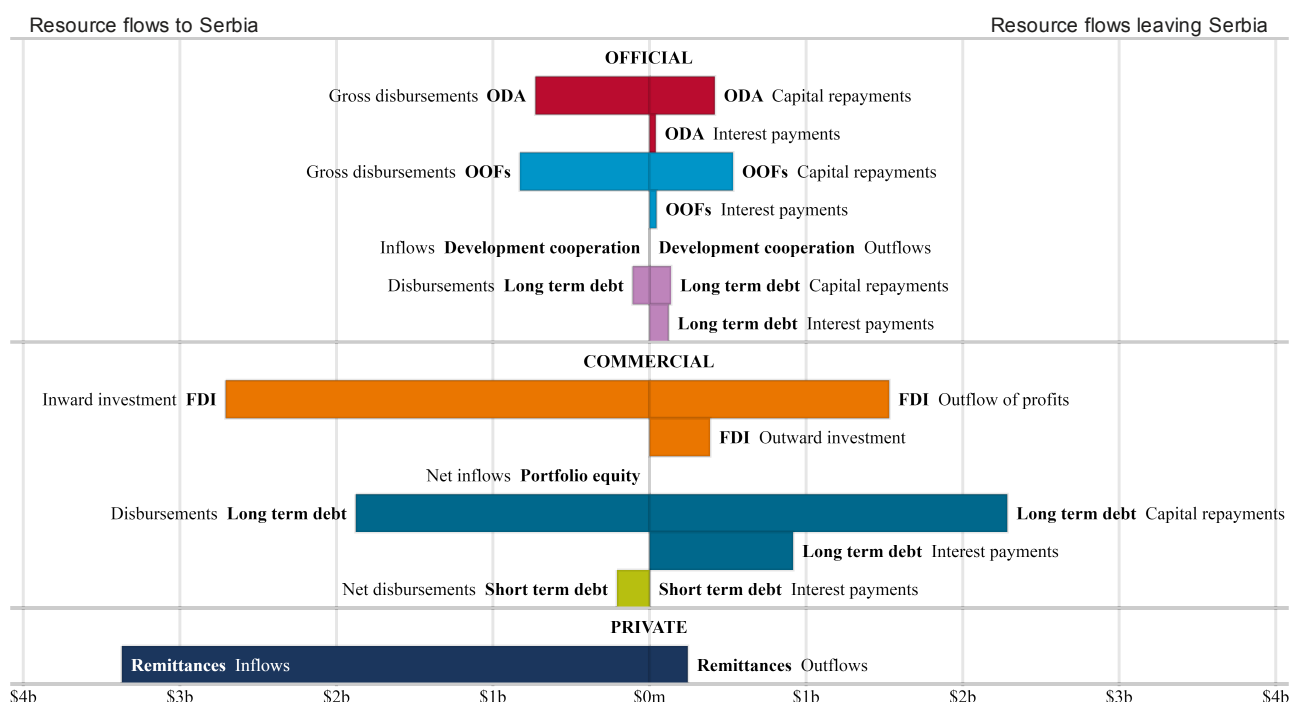 Resource flows to Serbia Resource flows leaving Serbia
OFFICIAL
Gross disbursements ODA ODA Capital repayments
ODA Interest payments
Gross disbursements OOFs OOFs Capital repayments
OOFs Interest payments
Inflows Development cooperation Development cooperation Outflows
Disbursements Long term debt Long term debt Capital repayments
Long term debt Interest payments
COMMERCIAL
Inward investment FDI FDI Outflow of profits
FDI Outward investment
Net inflows Portfolio equity
Disbursements Long term debt Long term debt Capital repayments
Long term debt Interest payments
Net disbursements Short term debt Short term debt Interest payments
PRIVATE
Remittances Inflows Remittances Outflows
$4b $3b $2b $1b $0m $1b $2b $3b $4b